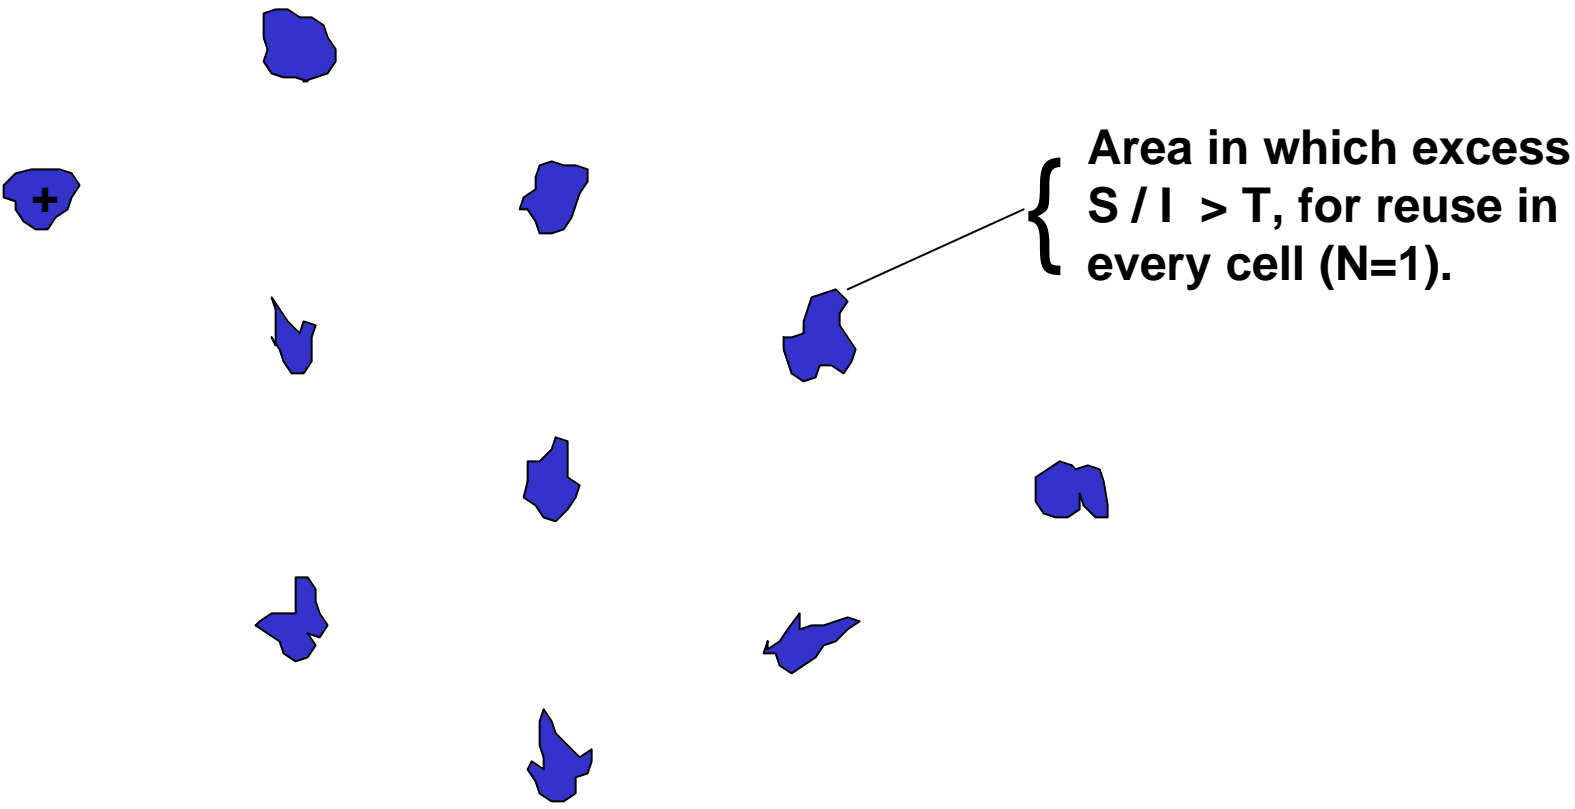 Area in which excess
S / I > T, for reuse in
every cell (N=1).
+